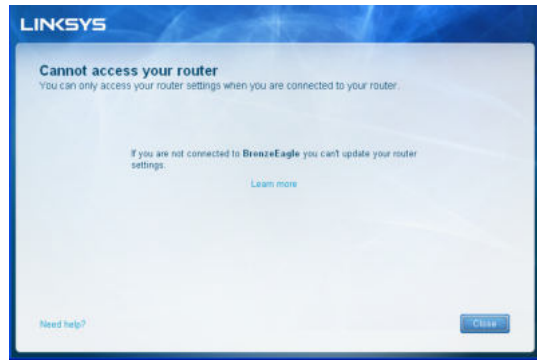 LINKSYS
Cannot access your router
You can only access your router settings when you are connected to your router.
If you are not connected to BronzeEagle you can't update your router
settings.
Learn more
Need help?
Close